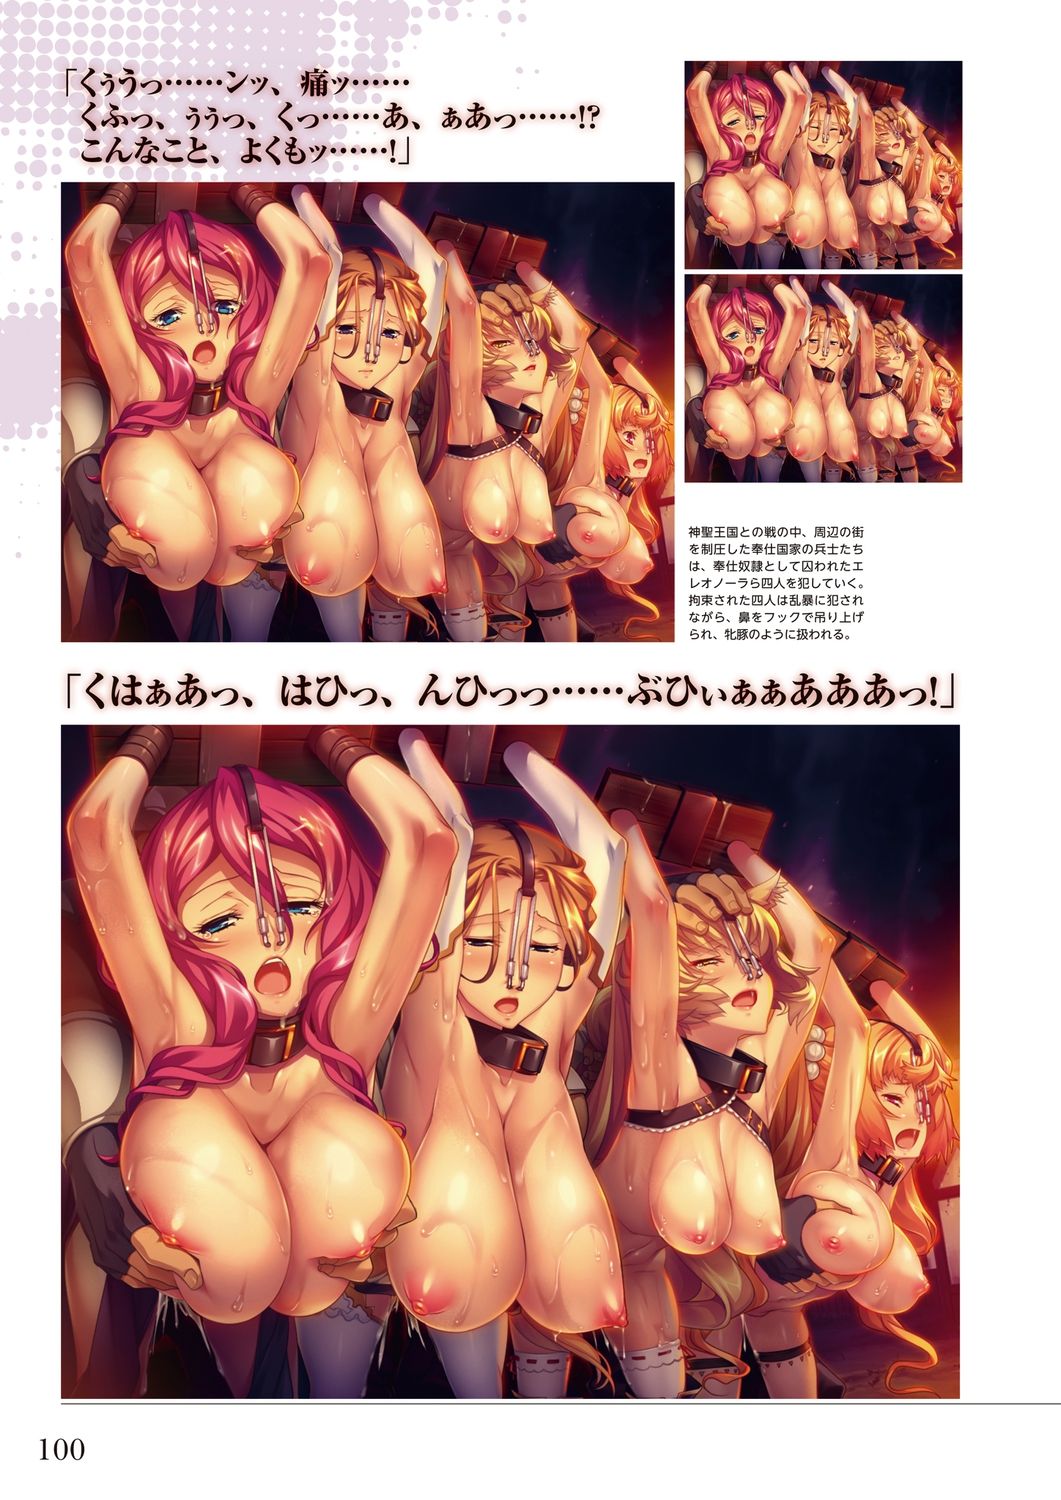 「くぅうっ……ンッ、痛ッ……
くふっ、ぅぅっ、くっ……あ、ぁあっ……!?
こんなこと、よくもッ……!」
神聖王国との戦の中、周辺の街
を制圧した奉仕国家の兵士たち
は、奉仕奴隷として囚われたエ
レオノーラら四人を犯していく。
拘束された四人は乱暴に犯され
ながら、鼻をフックで吊り上げ
られ、牝豚のように扱われる。
「くはぁあっ、はひっ、んひっっ……ぶひぃぁぁあああっ!」
100